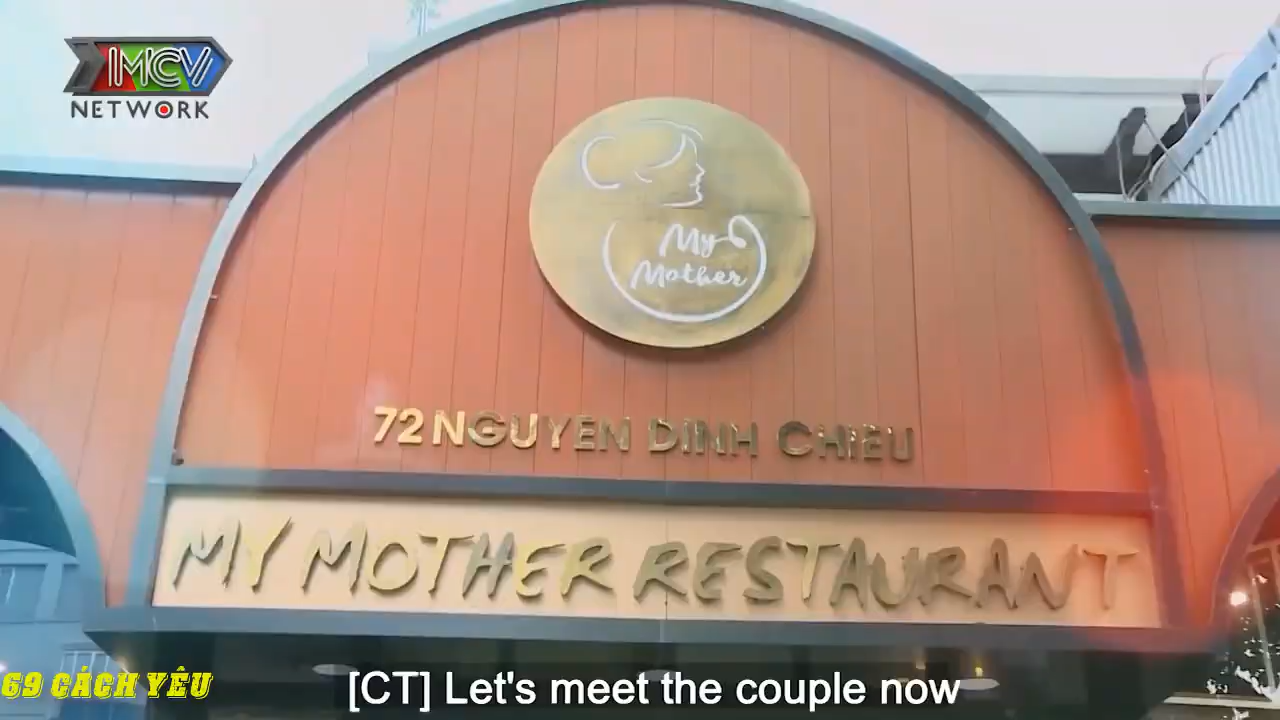 MCV
NETWORK
My
Mother
72 NGUYEN DINH CHIEU
MY MOTHER RESTAURANT
69 CÁCH YÊU
[CT] Let's meet the couple now